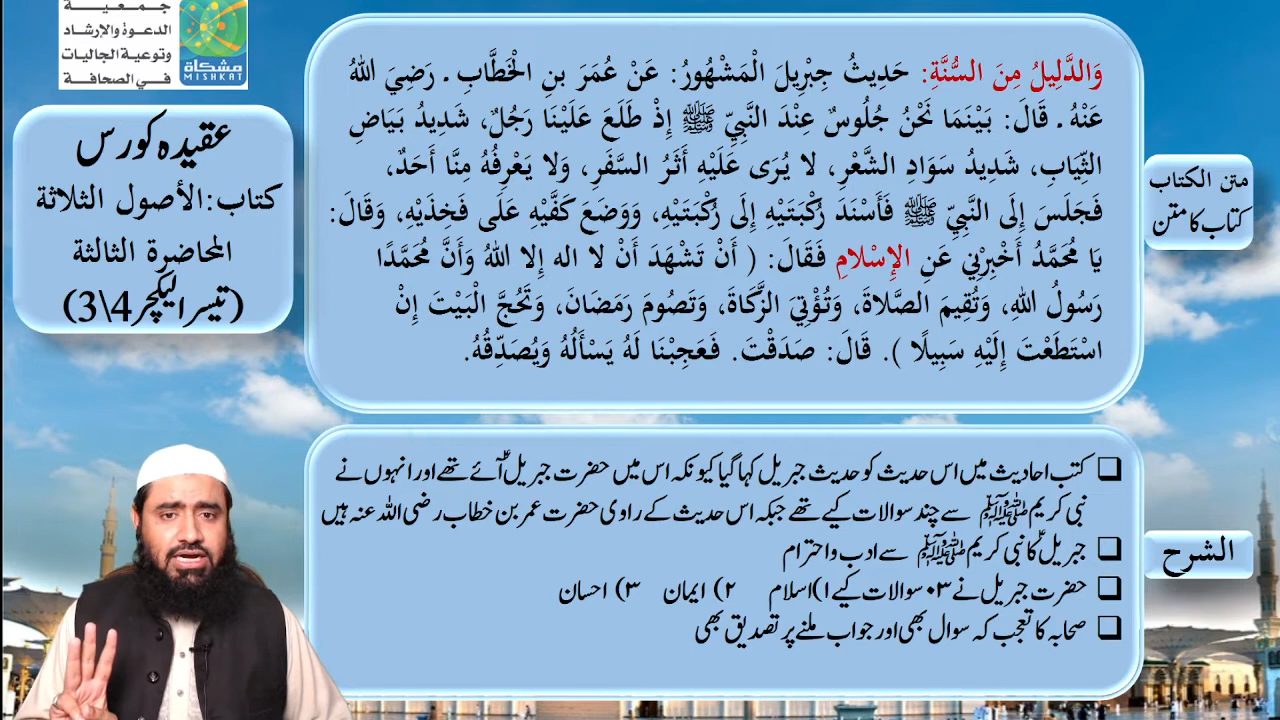 جمعية
الدعوة والإرشاد
وتوعية الجاليات
في الصحافة
مشكاة
MISHKAT
عقیدہ کورس
كتاب: الأصول الثلاثة
المحاضرة الثالثة
(تیسرا لیکچر 4\3)
وَالدَّلِيلُ مِنَ السُّنَّةِ: حَدِيثُ جِبْرِيلَ الْمَشْهُورُ: عَنْ عُمَرَ بنِ الْخَطَّابِ ـ رَضِيَ اللهُ
عَنْهُ ـ قَالَ: بَيْنَمَا نَحْنُ جُلُوسٌ عِنْدَ النَّبِيِّ ﷺ إِذْ طَلَعَ عَلَيْنَا رَجُلٌ، شَدِيدُ بَيَاضِ
الثِّيَابِ، شَدِيدُ سَوَادِ الشَّعْرِ، لا يُرَى عَلَيْهِ أَثَرُ السَّفَرِ، وَلا يَعْرِفُهُ مِنَّا أَحَدٌ،
فَجَلَسَ إِلَى النَّبِيِّ ﷺ فَأَسْنَدَ رُكْبَتَيْهِ إِلَى رُكْبَتَيْهِ، وَوَضَعَ كَفَّيْهِ عَلَى فَخِذَيْهِ، وَقَالَ:
يَا مُحَمَّدُ أَخْبِرْنِي عَنِ الإِسْلامِ فَقَالَ: ( أَنْ تَشْهَدَ أَنْ لا اله إِلا اللهُ وَأَنَّ مُحَمَّدًا
رَسُولُ اللهِ، وَتُقِيمَ الصَّلاةَ، وَتُؤْتِيَ الزَّكَاةَ، وَتَصُومَ رَمَضَانَ، وَتَحُجَّ الْبَيْتَ إِنْ
اسْتَطَعْتَ إِلَيْهِ سَبِيلًا ). قَالَ: صَدَقْتَ. فَعَجِبْنَا لَهُ يَسْأَلُهُ وَيُصَدِّقُهُ.
متن الكتاب
کتاب کا متن
کتب احادیث میں اس حدیث کو حدیث جبریل کہا گیا کیونکہ اس میں حضرت جبریلؑ آئے تھے اور انہوں نے
نبی کریم ﷺ سے چند سوالات کیے تھے جبکہ اس حدیث کے راوی حضرت عمر بن خطاب رضی اللہ عنہ ہیں
جبریلؑ کا نبی کریم ﷺ سے ادب و احترام
حضرت جبریل نے ۰۳ سوالات کیے ۱) اسلام ۲) ایمان ۳) احسان
صحابہ کا تعجب کہ سوال بھی اور جواب ملنے پر تصدیق بھی
الشرح